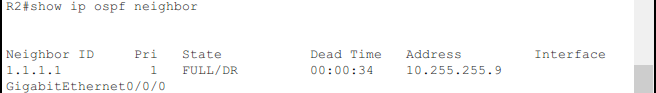 R2#show ip ospf neighbor
Neighbor ID     Pri   State           Dead Time   Address         Interface
1.1.1.1           1   FULL/DR         00:00:34    10.255.255.9
GigabitEthernet0/0/0